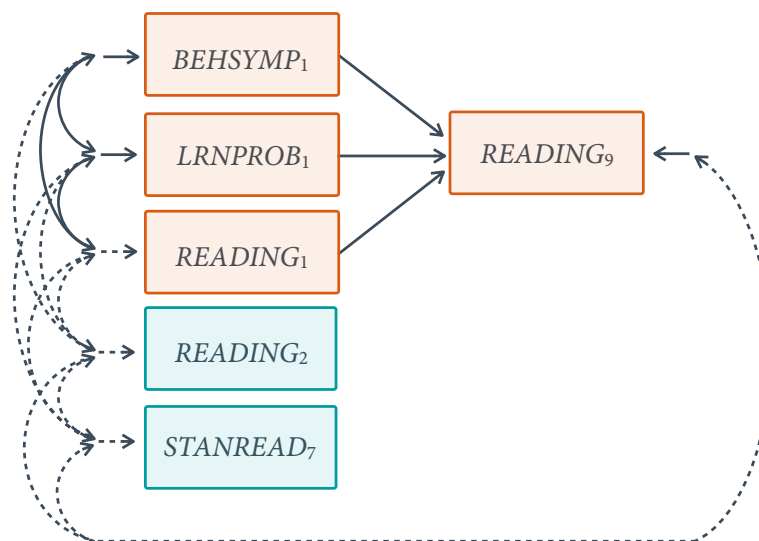 BEHSYMP₁
LRNPROB₁
READING₉
READING₁
READING₂
STANREAD₇